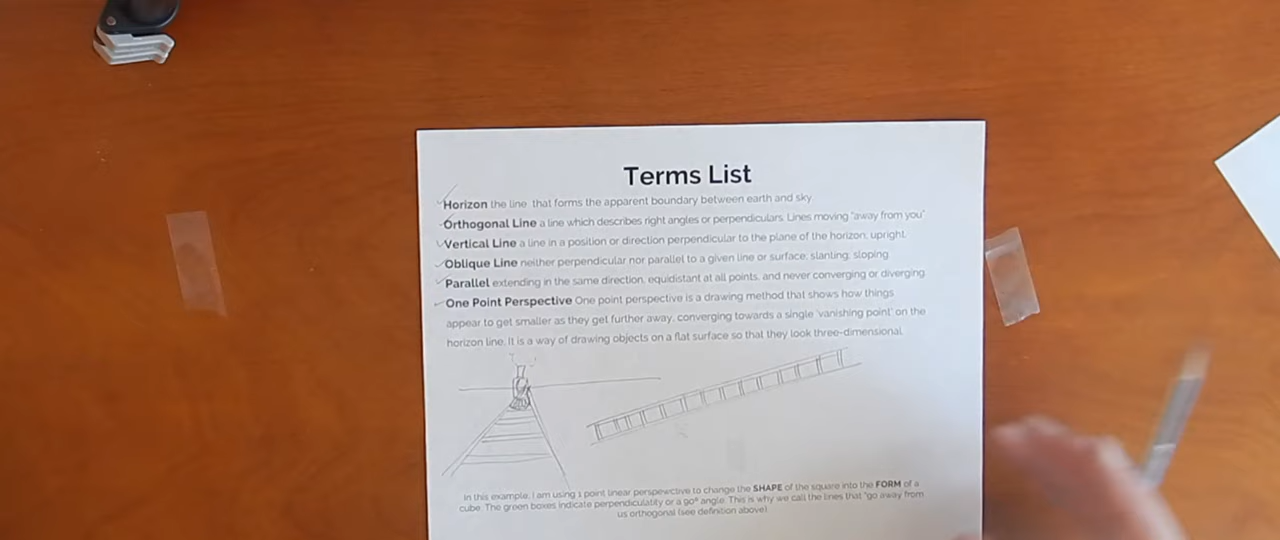 Terms List
Horizon the line that forms the apparent boundary between earth and sky
Orthogonal Line a line which describes right angles or perpendiculars. Lines moving "away from you"
Vertical Line a line in a position or direction perpendicular to the plane of the horizon; upright.
Oblique Line neither perpendicular nor parallel to a given line or surface; slanting; sloping
Parallel extending in the same direction, equidistant at all points, and never converging or diverging
One Point Perspective One point perspective is a drawing method that shows how things
appear to get smaller as they get further away, converging towards a single 'vanishing point' on the
horizon line. It is a way of drawing objects on a flat surface so that they look three-dimensional.
In this example, I am using 1 point linear perspewctive to change the SHAPE of the square into the FORM of a
cube. The green boxes indicate perpendiculatity or a 90° angle. This is why we call the lines that "go away from
us orthogonal (see definition above)